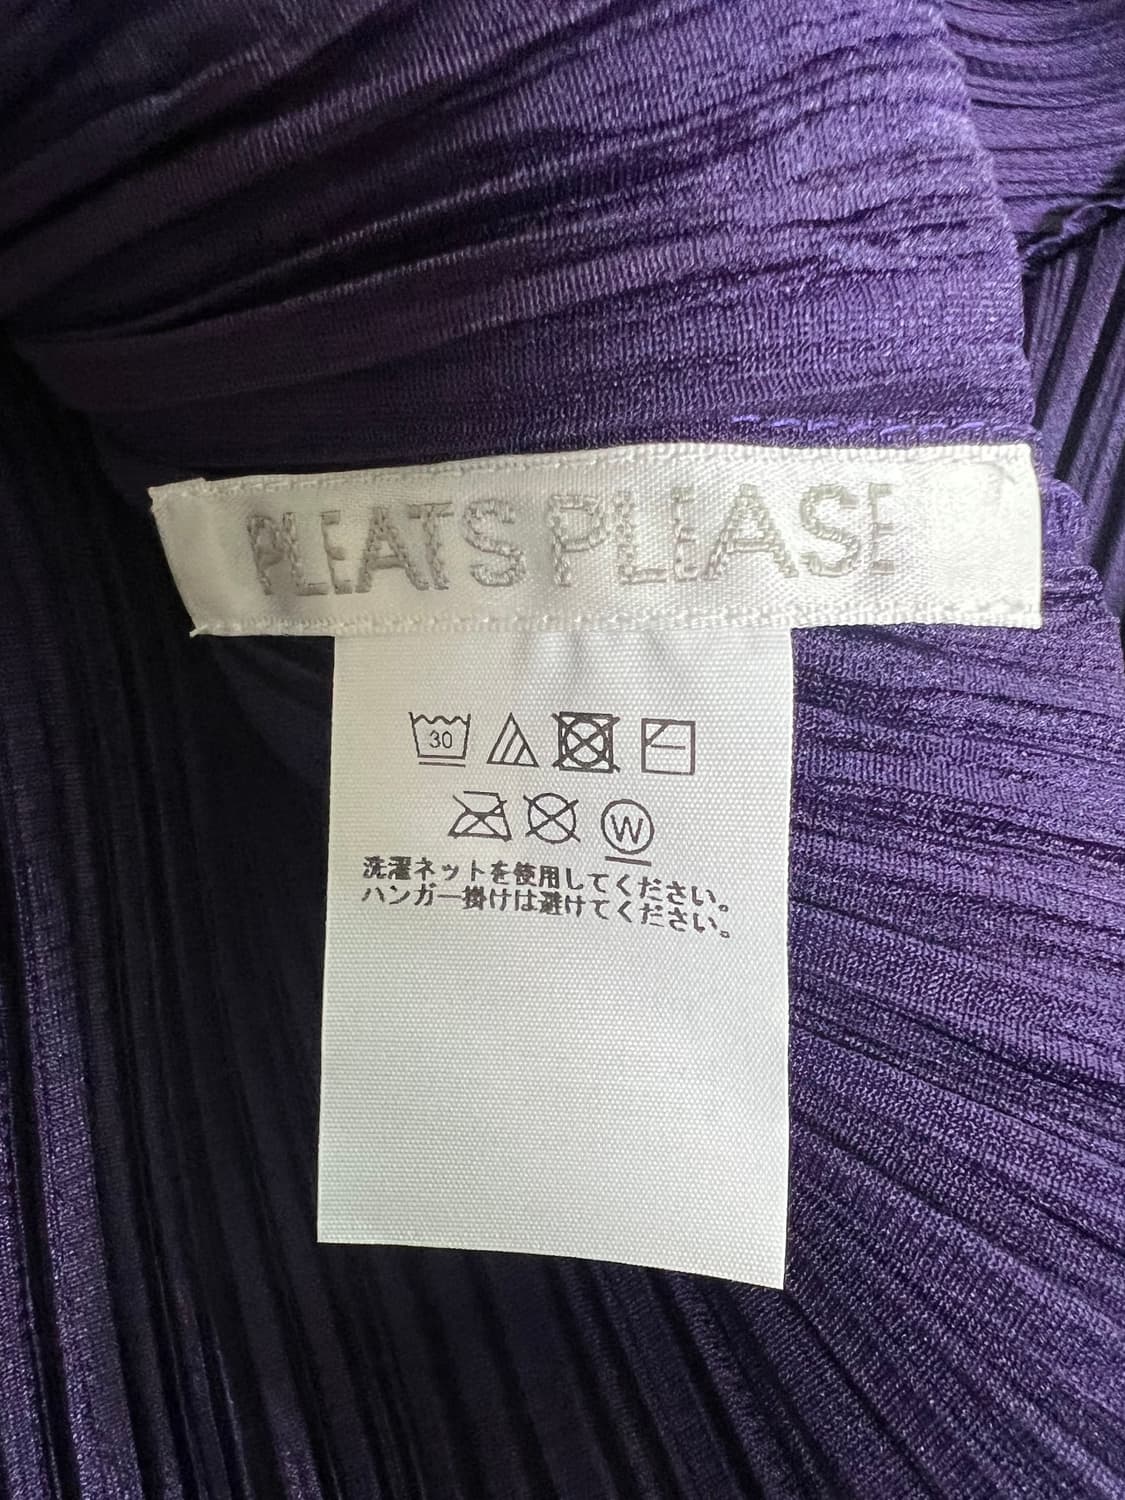 PLEATS PLEASE
30
W
洗濯ネットを使用してください。
ハンガー掛けは避けてください。